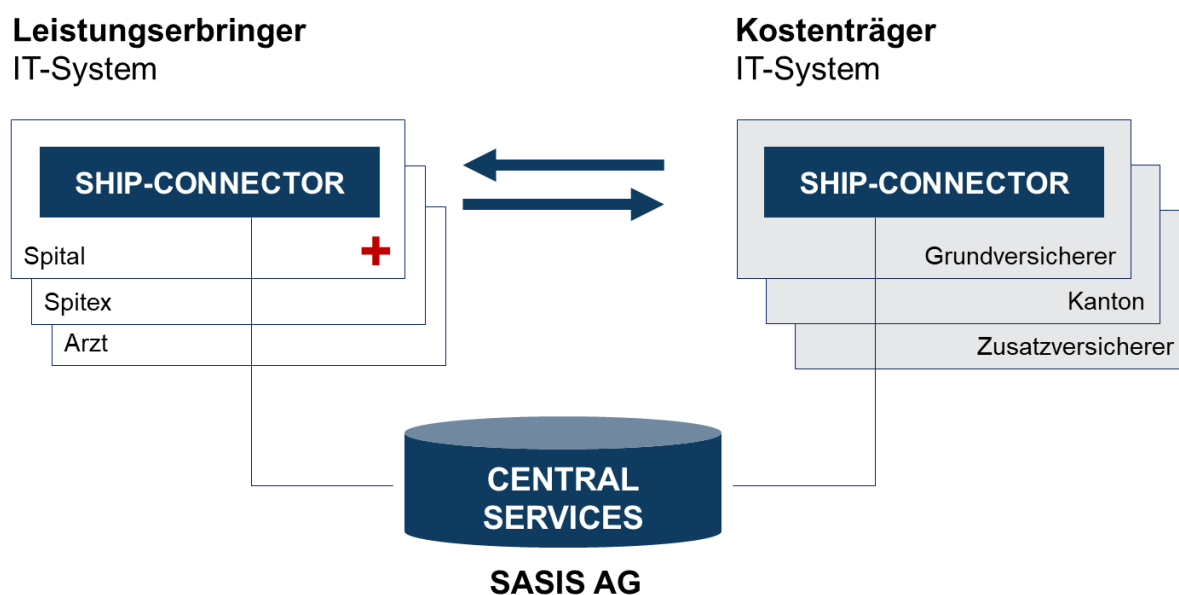 Leistungserbringer
IT-System
SHIP-CONNECTOR
Spital
Spitex
Arzt
Kostenträger
IT-System
SHIP-CONNECTOR
Grundversicherer
Kanton
Zusatzversicherer
CENTRAL
SERVICES
SASIS AG